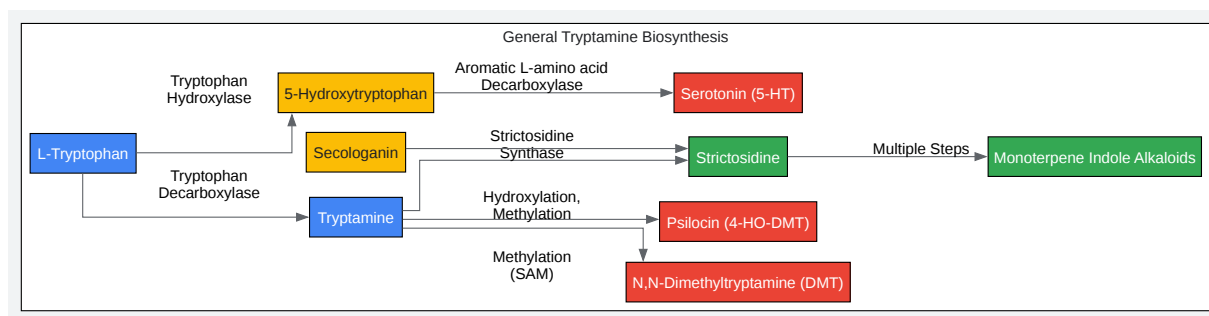 General Tryptamine Biosynthesis
Tryptophan
Hydroxylase
5-Hydroxytryptophan
Aromatic L-amino acid
Decarboxylase
Serotonin (5-HT)
L-Tryptophan
Secologanin
Strictosidine
Synthase
Strictosidine
Multiple Steps
Monoterpene Indole Alkaloids
Tryptophan
Decarboxylase
Tryptamine
Hydroxylation,
Methylation
Psilocin (4-HO-DMT)
Methylation
(SAM)
N,N-Dimethyltryptamine (DMT)